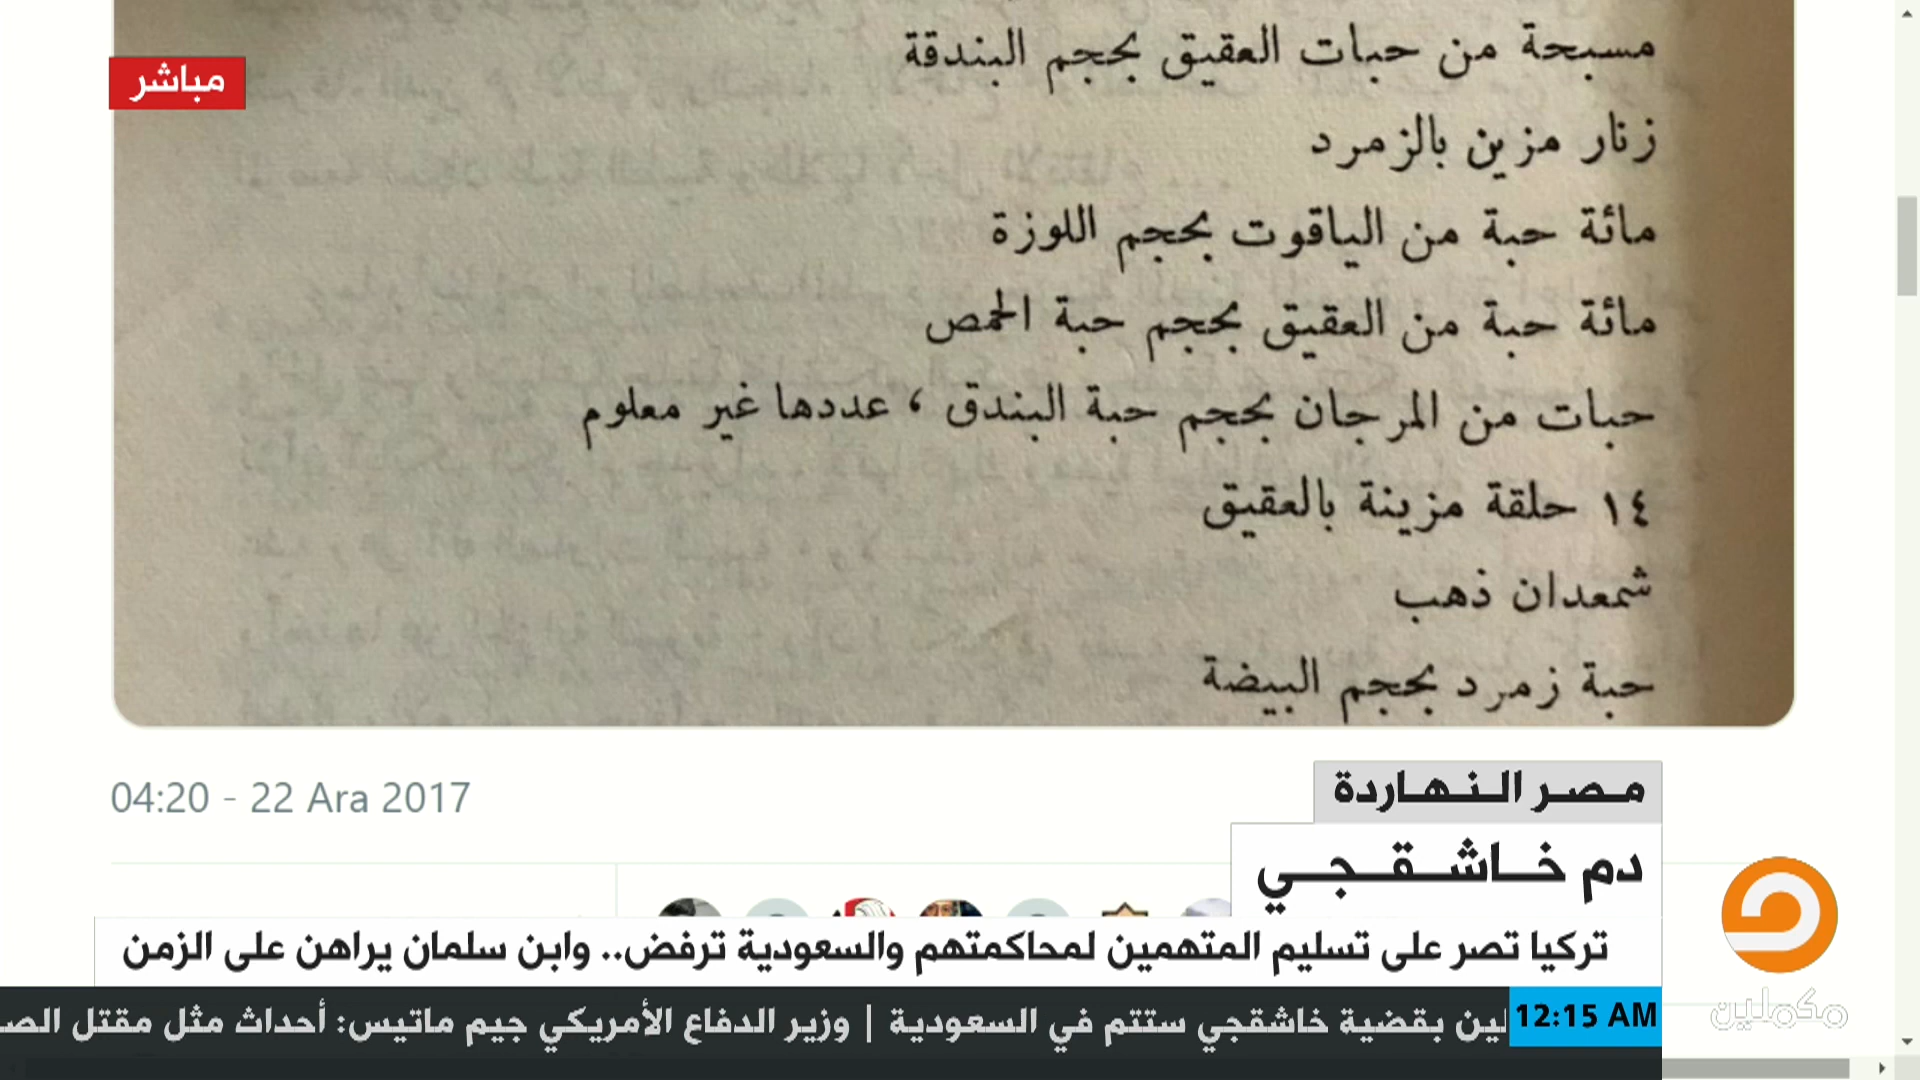 مسبحة من حبات العقيق بحجم البندقة
مباشر
زنار مزين بالزمرد
مائة حبة من الياقوت بحجم اللوزة
مائة حبة من العقيق بحجم حبة الحمص
حبات من المرجان بحجم حبة البندق ، عددها غير معلوم
١٤ حلقة مزينة بالعقيق
شمعدان ذهب
حبة زمرد بحجم البيضة
04:20 - 22 Ara 2017
مصر النهاردة
دم خاشقجي
تركيا تصر على تسليم المتهمين لمحاكمتهم والسعودية ترفض.. وابن سلمان يراهن على الزمن
12:15 AM
بقضية خاشقجي ستتم في السعودية | وزير الدفاع الأمريكي جيم ماتيس: أحداث مثل مقتل
مكملين